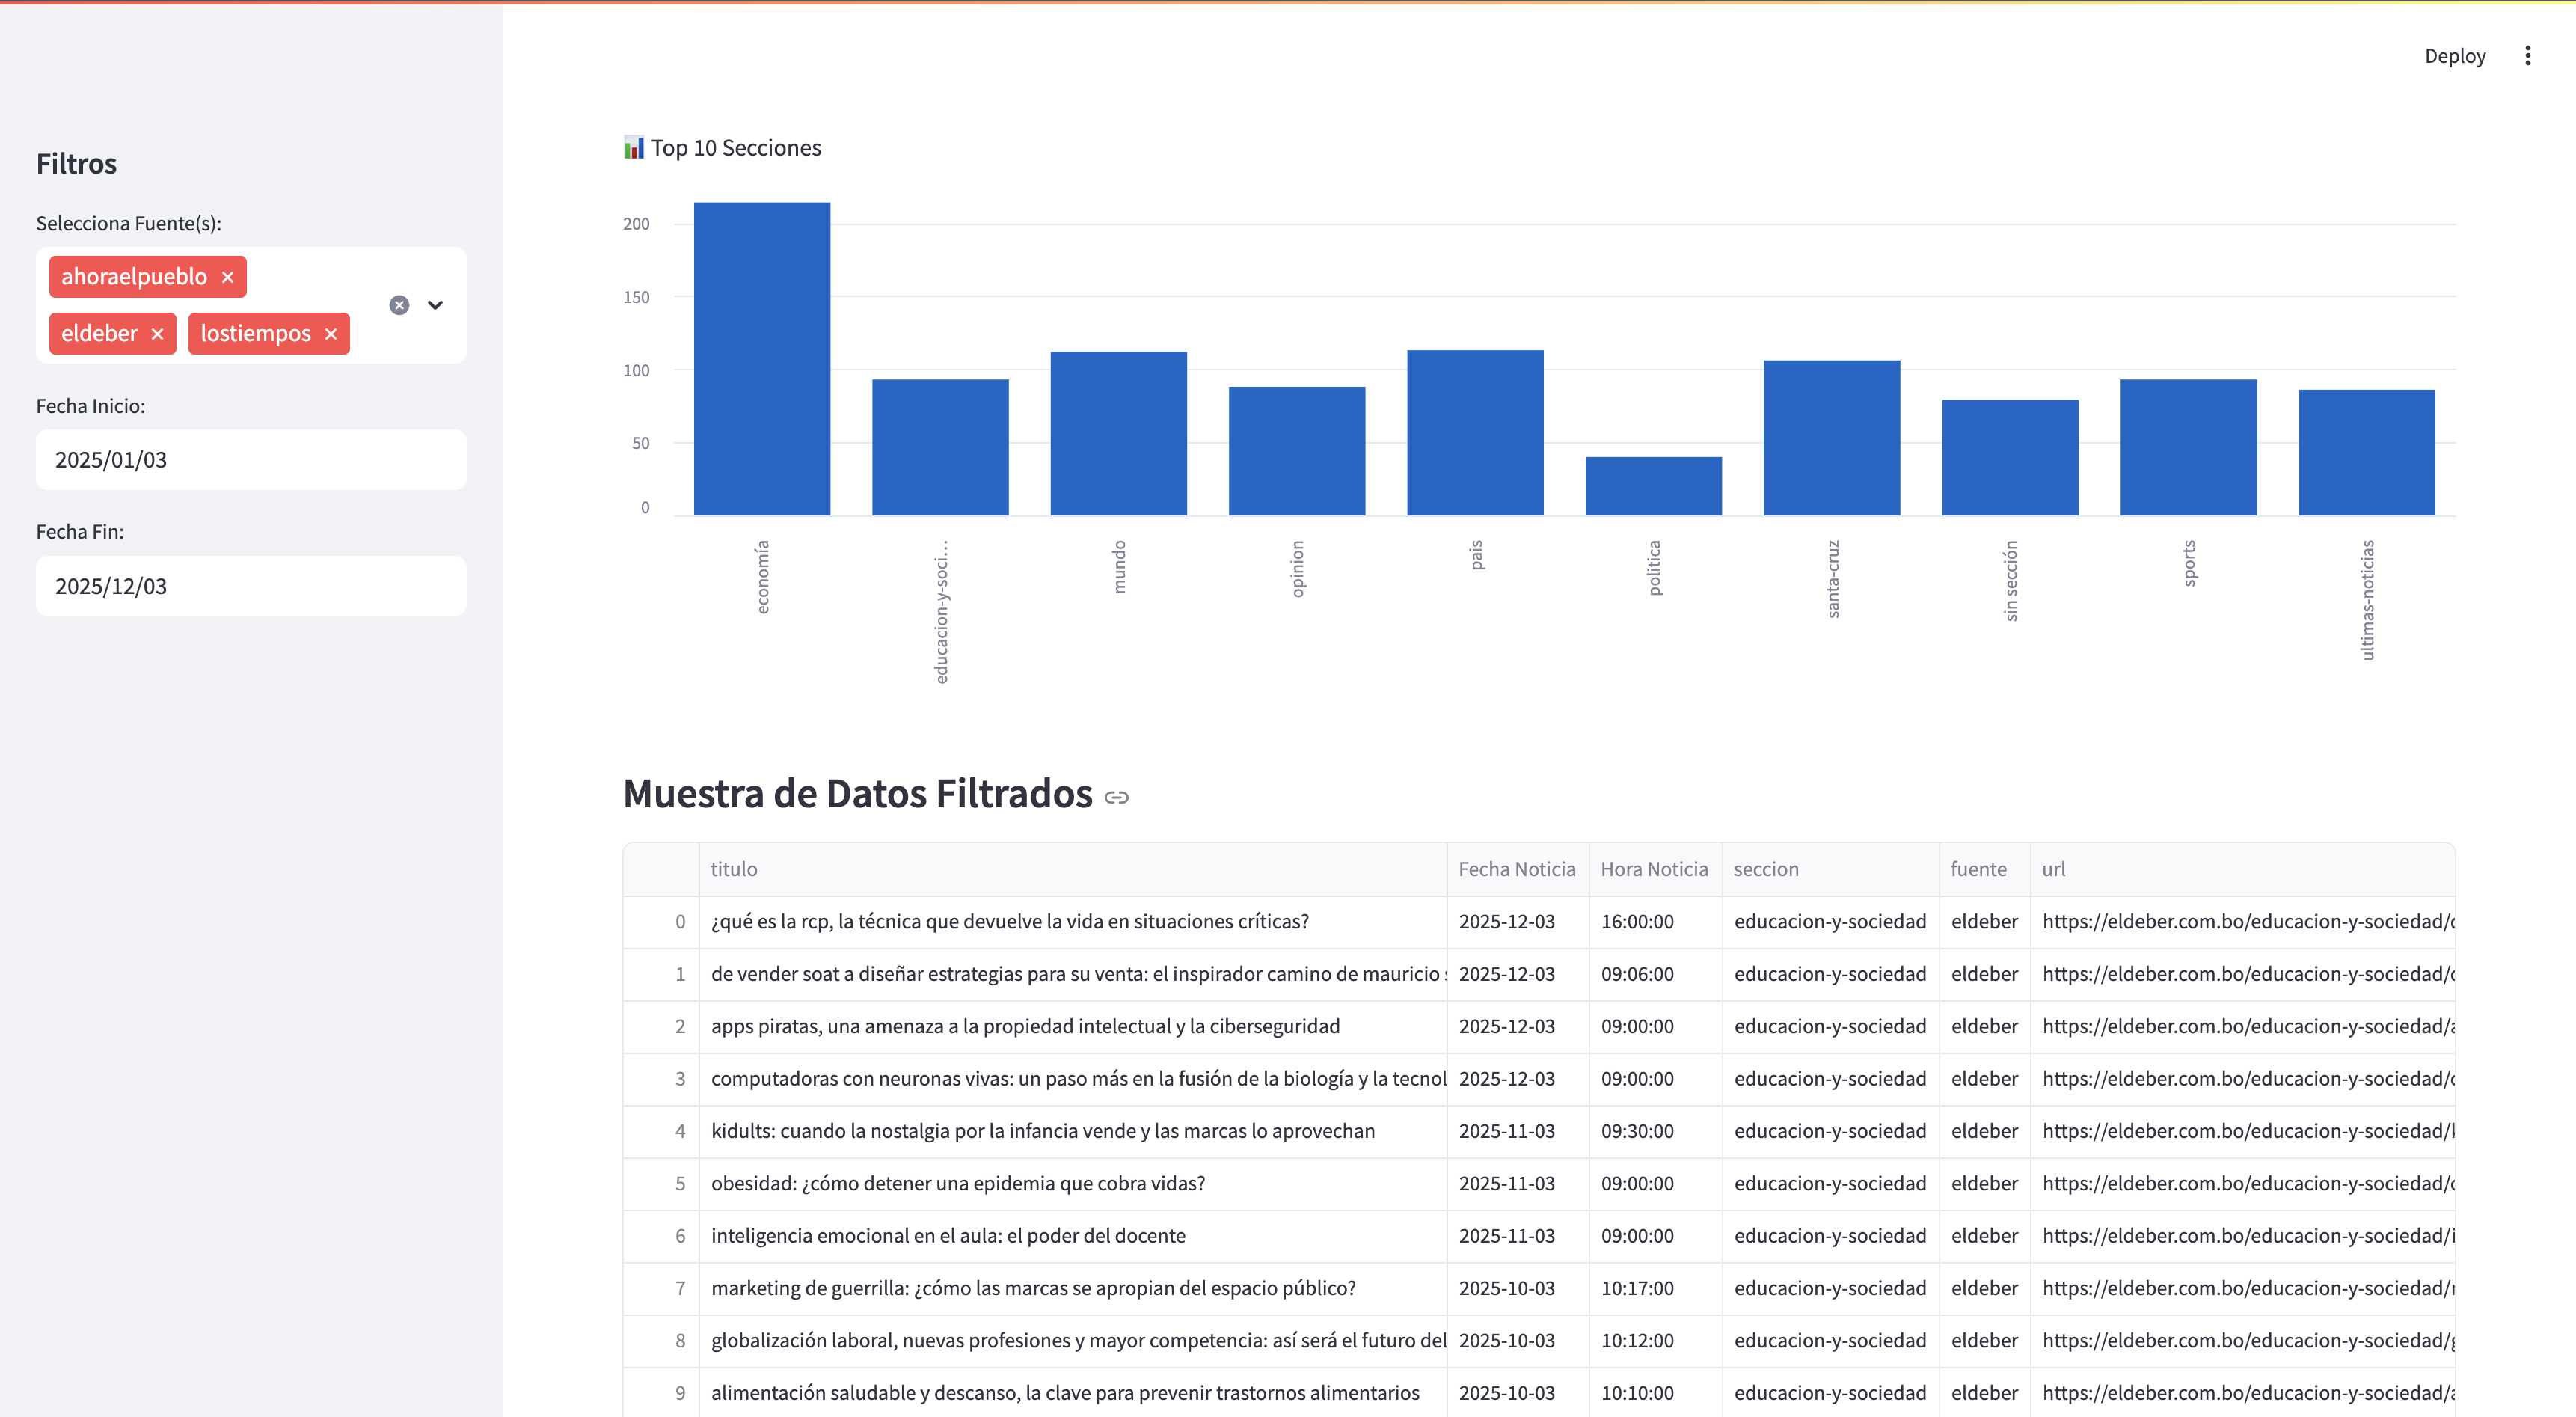 Deploy
Filtros
Selecciona Fuente(s):
ahoraelpueblo
eldeber lostiempos
Fecha Inicio:
2025/01/03
Fecha Fin:
2025/12/03
📊 Top 10 Secciones
200
150
100
50
0
economía
educacion-y-soci…
mundo
opinion
pais
politica
santa-cruz
sin sección
sports
ultimas-noticias
Muestra de Datos Filtrados
titulo Fecha Noticia Hora Noticia seccion fuente url
0 ¿qué es la rcp, la técnica que devuelve la vida en situaciones críticas? 2025-12-03 16:00:00 educacion-y-sociedad eldeber https://eldeber.com.bo/educacion-y-sociedad/
1 de vender soat a diseñar estrategias para su venta: el inspirador camino de mauricio 2025-12-03 09:06:00 educacion-y-sociedad eldeber https://eldeber.com.bo/educacion-y-sociedad/
2 apps piratas, una amenaza a la propiedad intelectual y la ciberseguridad 2025-12-03 09:00:00 educacion-y-sociedad eldeber https://eldeber.com.bo/educacion-y-sociedad/
3 computadoras con neuronas vivas: un paso más en la fusión de la biología y la tecnol 2025-12-03 09:00:00 educacion-y-sociedad eldeber https://eldeber.com.bo/educacion-y-sociedad/
4 kidults: cuando la nostalgia por la infancia vende y las marcas lo aprovechan 2025-11-03 09:30:00 educacion-y-sociedad eldeber https://eldeber.com.bo/educacion-y-sociedad/
5 obesidad: ¿cómo detener una epidemia que cobra vidas? 2025-11-03 09:00:00 educacion-y-sociedad eldeber https://eldeber.com.bo/educacion-y-sociedad/
6 inteligencia emocional en el aula: el poder del docente 2025-11-03 09:00:00 educacion-y-sociedad eldeber https://eldeber.com.bo/educacion-y-sociedad/i
7 marketing de guerrilla: ¿cómo las marcas se apropian del espacio público? 2025-10-03 10:17:00 educacion-y-sociedad eldeber https://eldeber.com.bo/educacion-y-sociedad/
8 globalización laboral, nuevas profesiones y mayor competencia: así será el futuro del 2025-10-03 10:12:00 educacion-y-sociedad eldeber https://eldeber.com.bo/educacion-y-sociedad/
9 alimentación saludable y descanso, la clave para prevenir trastornos alimentarios 2025-10-03 10:10:00 educacion-y-sociedad eldeber https://eldeber.com.bo/educacion-y-sociedad/